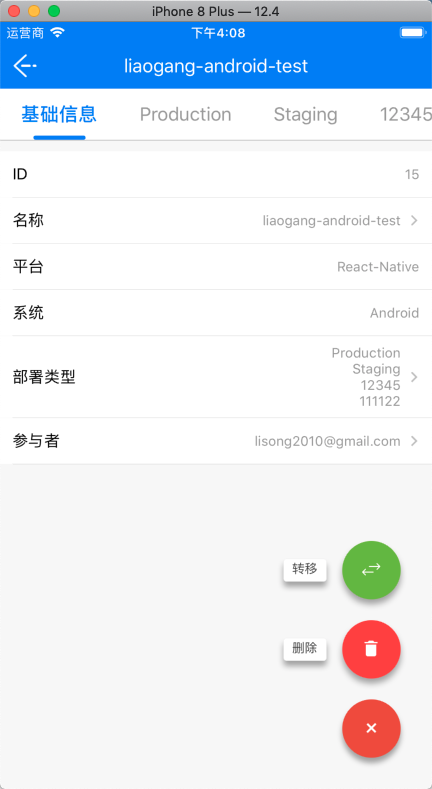 iPhone 8 Plus — 12.4
运营商 下午4:08
liaogang-android-test
基础信息 Production Staging 12345
ID 15
名称 liaogang-android-test
平台 React-Native
系统 Android
部署类型 Production
Staging
12345
111122
参与者 lisong2010@gmail.com
转移
删除